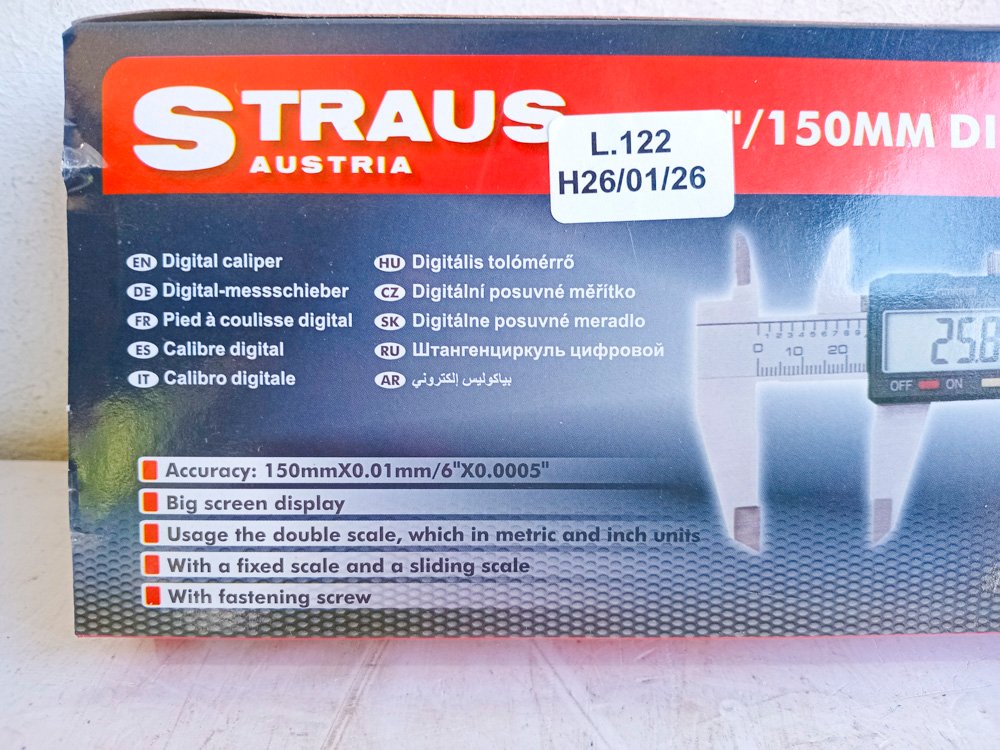 STRAUS
AUSTRIA
"/150MM DI
L.122
H26/01/26
EN Digital caliper
DE Digital-messschieber
FR Pied à coulisse digital
ES Calibre digital
IT Calibro digitale
HU Digitális tolómérrő
CZ Digitální posuvné měřítko
SK Digitálne posuvné meradlo
RU Штангенциркуль цифровой
AR بياكوليس إلكتروني
0 10 20
25.8
OFF ON
Accuracy: 150mmX0.01mm/6"X0.0005"
Big screen display
Usage the double scale, which in metric and inch units
With a fixed scale and a sliding scale
With fastening screw